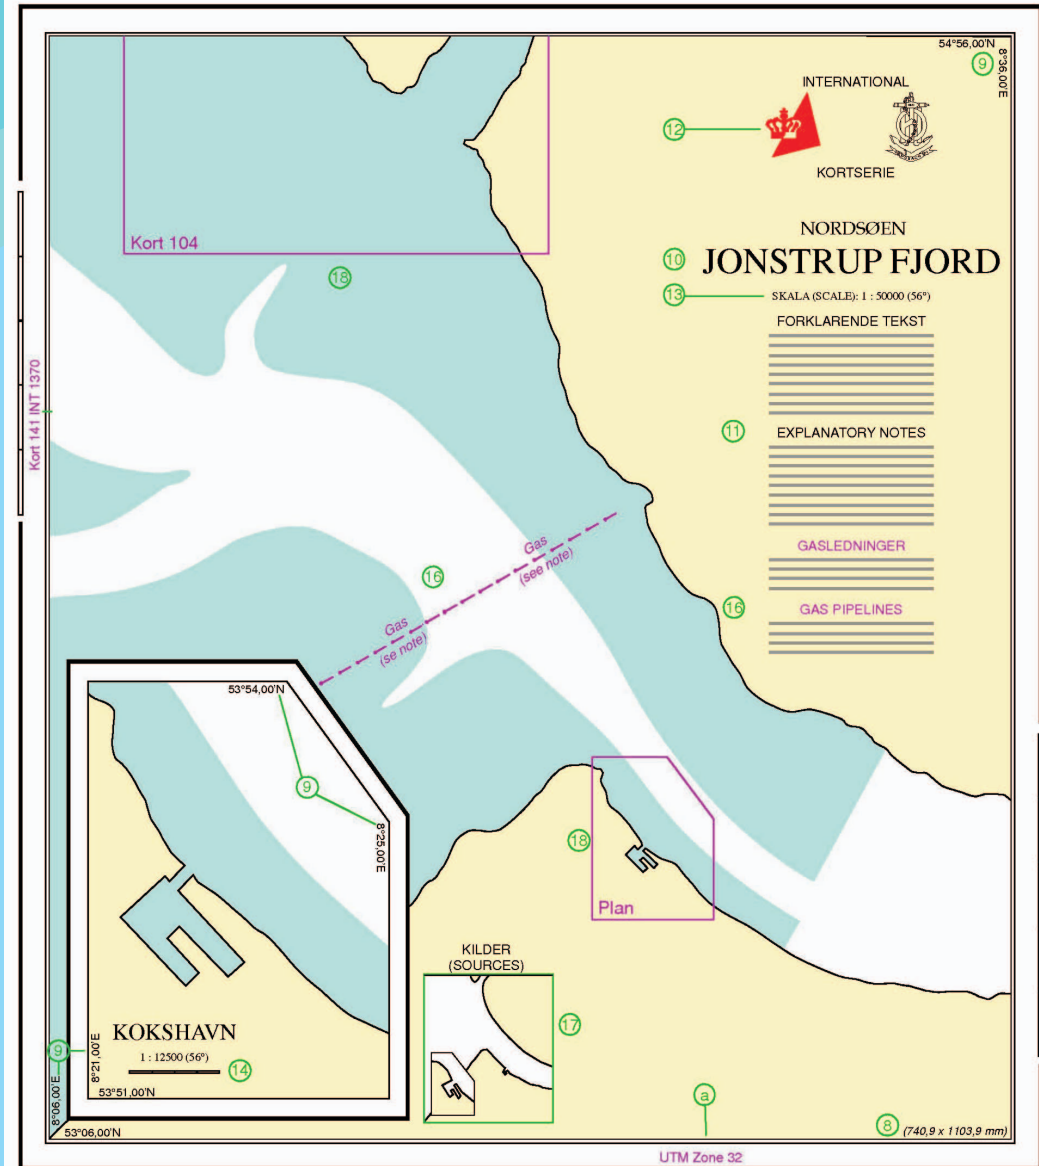 54°56,00'N
9
8°36,00'E
INTERNATIONAL
12
KORTSERIE
NORDSØEN
10
JONSTRUP FJORD
13
SKALA (SCALE): 1 : 50000 (56°)
FORKLARENDE TEKST
11
EXPLANATORY NOTES
GASLEDNINGER
16
GAS PIPELINES
Kort 104
18
Kort 141 INT 1370
Gas
(see note)
16
Gas
(se note)
53°54,00'N
9
8°25,00'E
18
Plan
KILDER
(SOURCES)
17
KOKSHAVN
1 : 12500 (56°)
14
9
8°21,00'E
53°51,00'N
8°06,00'E
53°06,00'N
a
8
(740,9 x 1103,9 mm)
UTM Zone 32